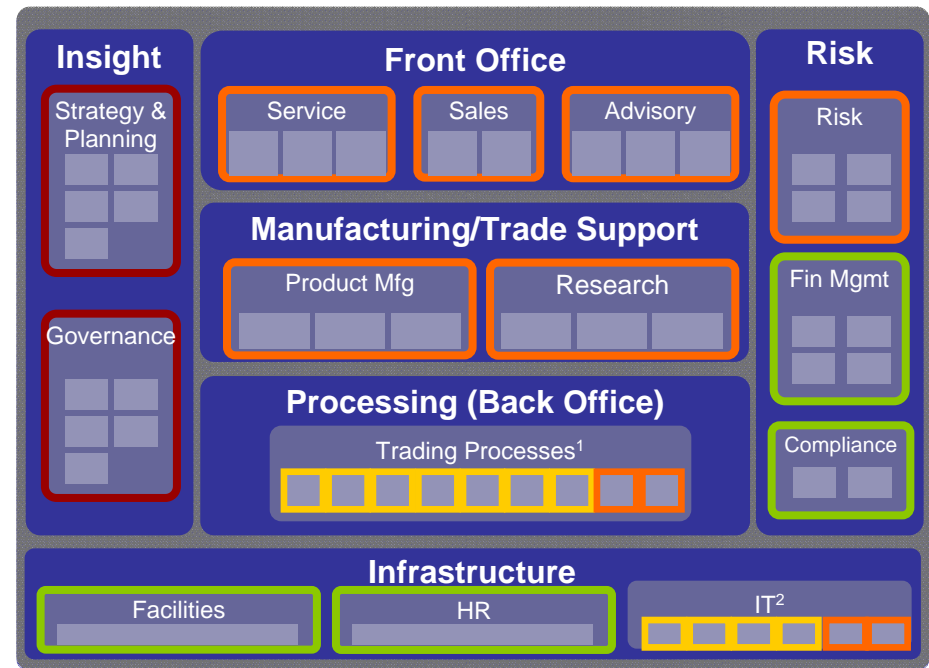 Insight
Strategy &
Planning
Governance
Front Office
Service
Sales
Advisory
Manufacturing/Trade Support
Product Mfg
Research
Processing (Back Office)
Trading Processes¹
Risk
Risk
Fin Mgmt
Compliance
Infrastructure
Facilities
HR
IT²